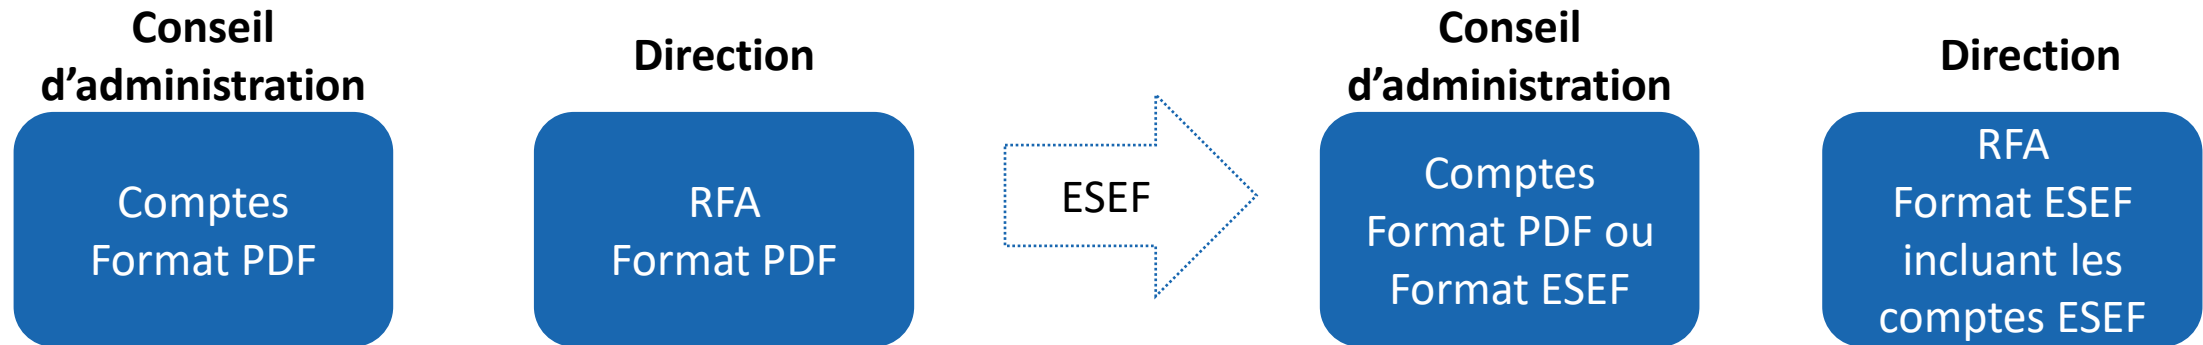 Conseil
d’administration
Comptes
Format PDF
Direction
RFA
Format PDF
ESEF
Conseil
d’administration
Comptes
Format PDF ou
Format ESEF
Direction
RFA
Format ESEF
incluant les
comptes ESEF